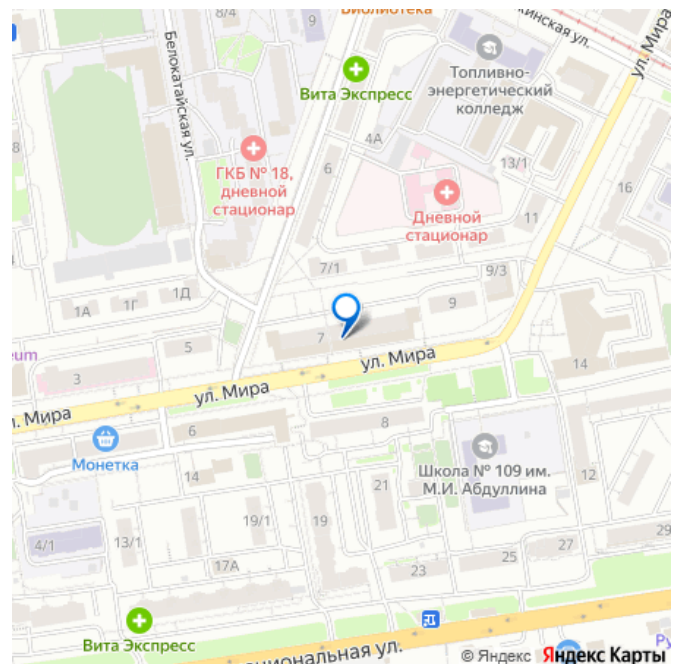 Библиотека
9
ул. Мира
Белокатайская ул.
Топливно-
энергетический
колледж
Вита Экспресс
4А
13/1
ГКБ № 18,
дневной
стационар
6
16
Дневной
стационар
11
7/1
9/3
1А
1Г
1Д
9
7
5
ул. Мира
14
3
ул. Мира
Мира
6
8
Монетка
14
Школа № 109 им.
М.И. Абдуллина
12
21
4/1
13/1
19/1
19
17А
23
25
27
29
Вита Экспресс
© Яндекс Яндекс Карты